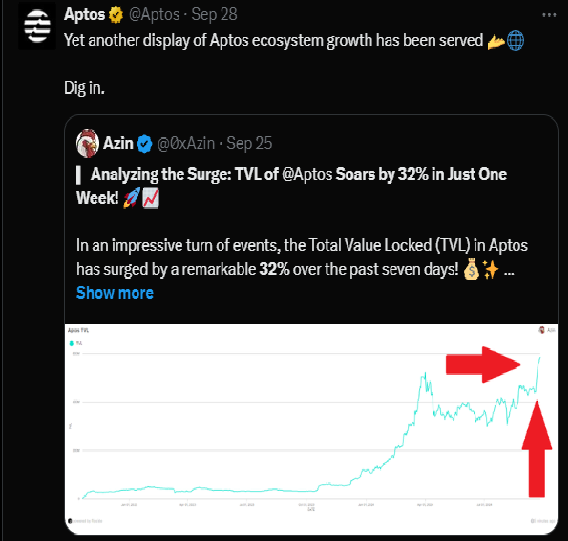 Aptos @Aptos · Sep 28
Yet another display of Aptos ecosystem growth has been served
Dig in.
Azin @0xAzin · Sep 25
Analyzing the Surge: TVL of @Aptos Soars by 32% in Just One
Week!
In an impressive turn of events, the Total Value Locked (TVL) in Aptos
has surged by a remarkable 32% over the past seven days! ...
Show more
Aptos TVL
Azin
TVL